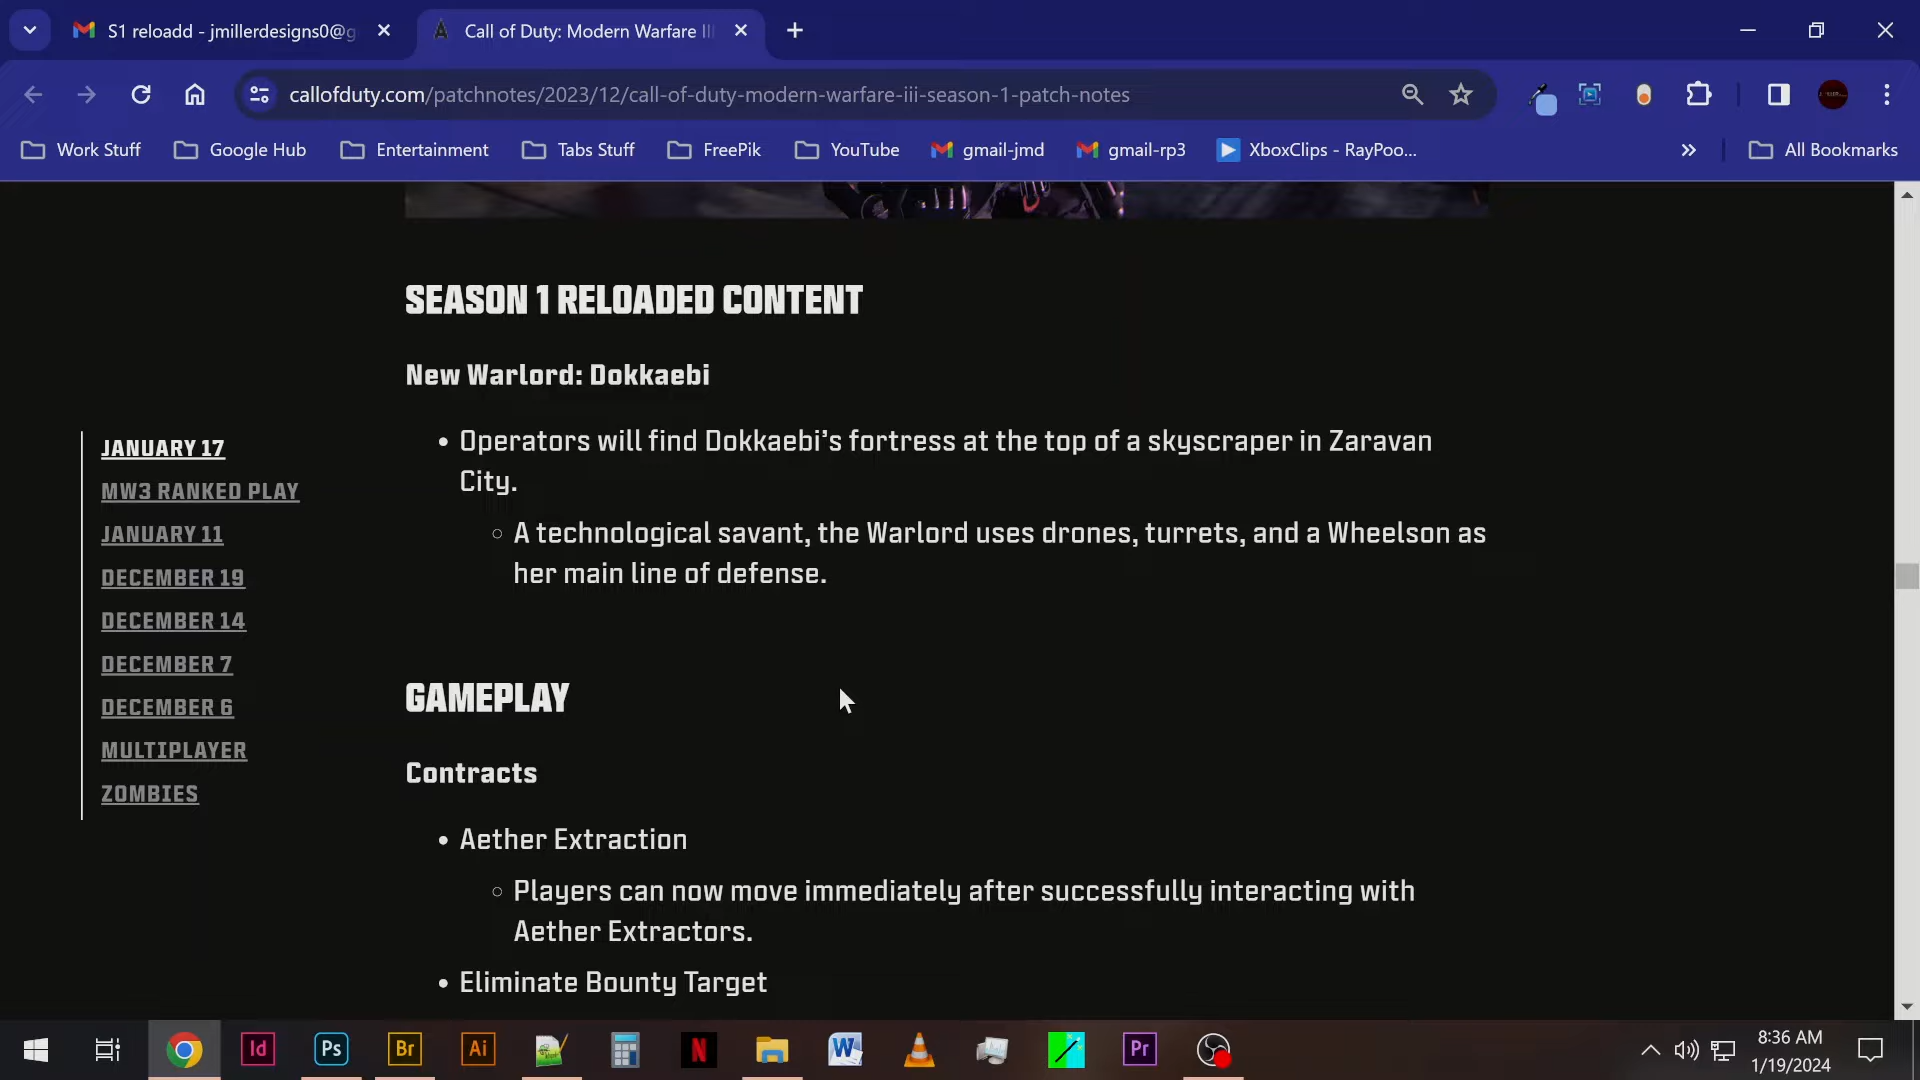 S1 reloadd - jmillerdesigns0@g
Call of Duty: Modern Warfare III
callofduty.com/patchnotes/2023/12/call-of-duty-modern-warfare-iii-season-1-patch-notes
Work Stuff
Google Hub
Entertainment
Tabs Stuff
FreePik
YouTube
gmail-jmd
gmail-rp3
XboxClips - RayPoo...
All Bookmarks
SEASON 1 RELOADED CONTENT
New Warlord: Dokkaebi
• Operators will find Dokkaebi's fortress at the top of a skyscraper in Zaravan
City.
○ A technological savant, the Warlord uses drones, turrets, and a Wheelson as
her main line of defense.
JANUARY 17
MW3 RANKED PLAY
JANUARY 11
DECEMBER 19
DECEMBER 14
DECEMBER 7
DECEMBER 6
MULTIPLAYER
ZOMBIES
GAMEPLAY
Contracts
• Aether Extraction
○ Players can now move immediately after successfully interacting with
Aether Extractors.
• Eliminate Bounty Target
Id
Ps
Br
Ai
N
W
Pr
8:36 AM
1/19/2024